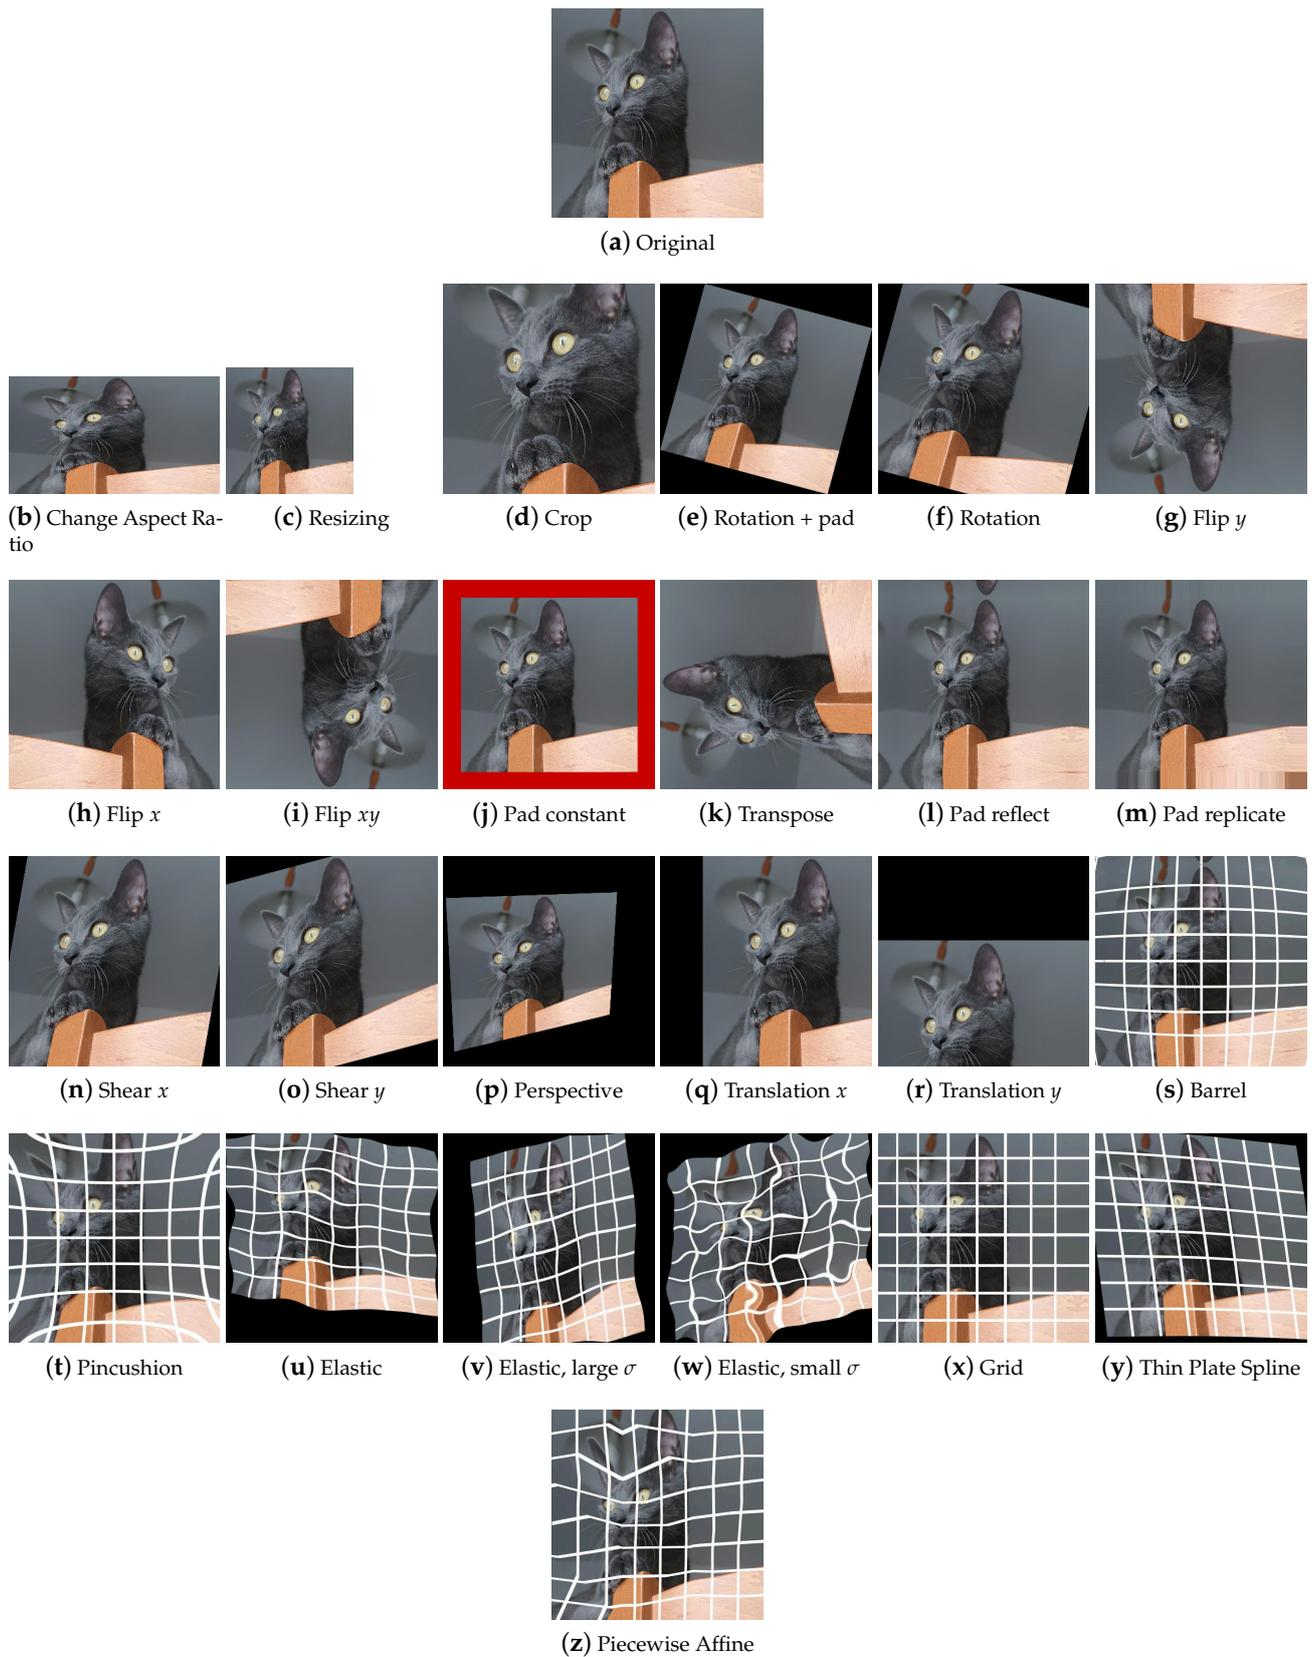 (a) Original
(b) Change Aspect Ra-
tio
(c) Resizing
(d) Crop
(e) Rotation + pad
(f) Rotation
(g) Flip y
(h) Flip x
(i) Flip xy
(j) Pad constant
(k) Transpose
(l) Pad reflect
(m) Pad replicate
(n) Shear x
(o) Shear y
(p) Perspective
(q) Translation x
(r) Translation y
(s) Barrel
(t) Pincushion
(u) Elastic
(v) Elastic, large σ
(w) Elastic, small σ
(x) Grid
(y) Thin Plate Spline
(z) Piecewise Affine